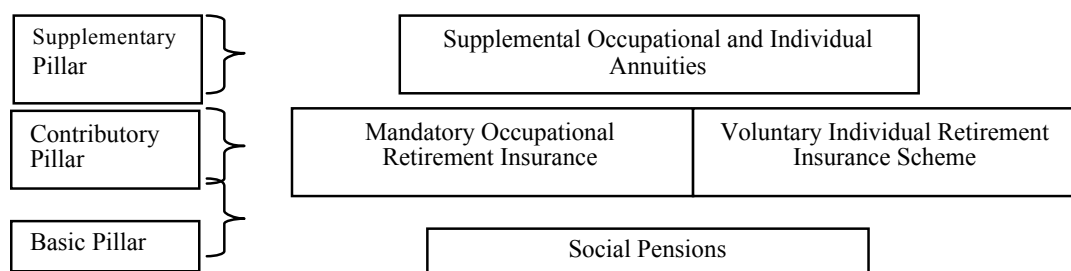 Supplementary
Pillar
Supplemental Occupational and Individual
Annuities
Contributory
Pillar
Mandatory Occupational
Retirement Insurance
Voluntary Individual Retirement
Insurance Scheme
Basic Pillar
Social Pensions